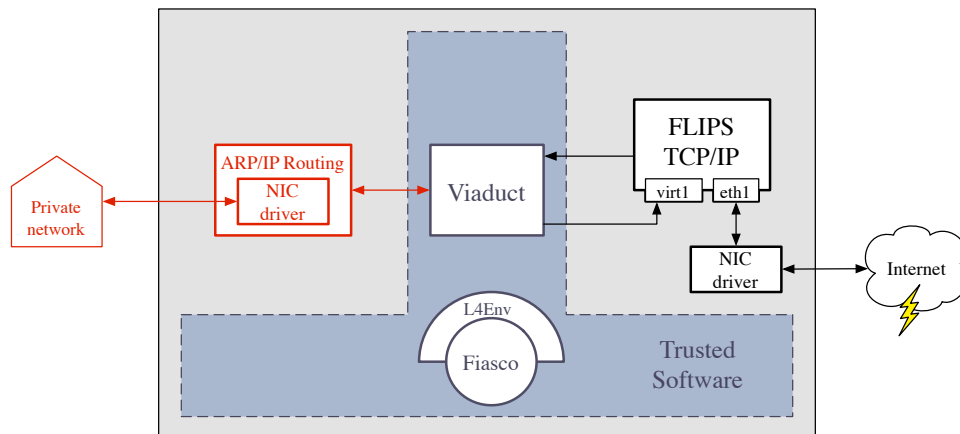 FLIPS
TCP/IP
virt1
eth1
ARP/IP Routing
NIC
driver
Viaduct
Private
network
NIC
driver
Internet
L4Env
Fiasco
Trusted
Software